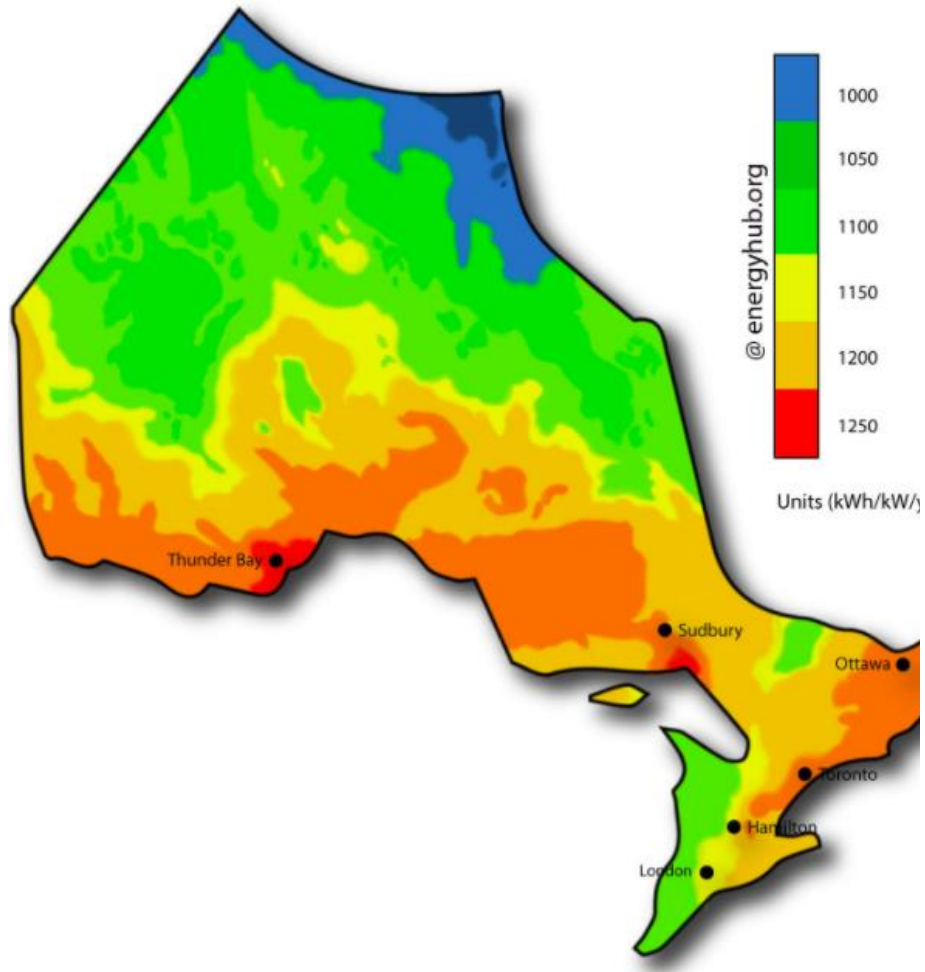 1000
1050
1100
1150
1200
1250
@ energyhub.org
Units (kWh/kW/y
Thunder Bay
Sudbury
Ottawa
Toronto
Hamilton
London